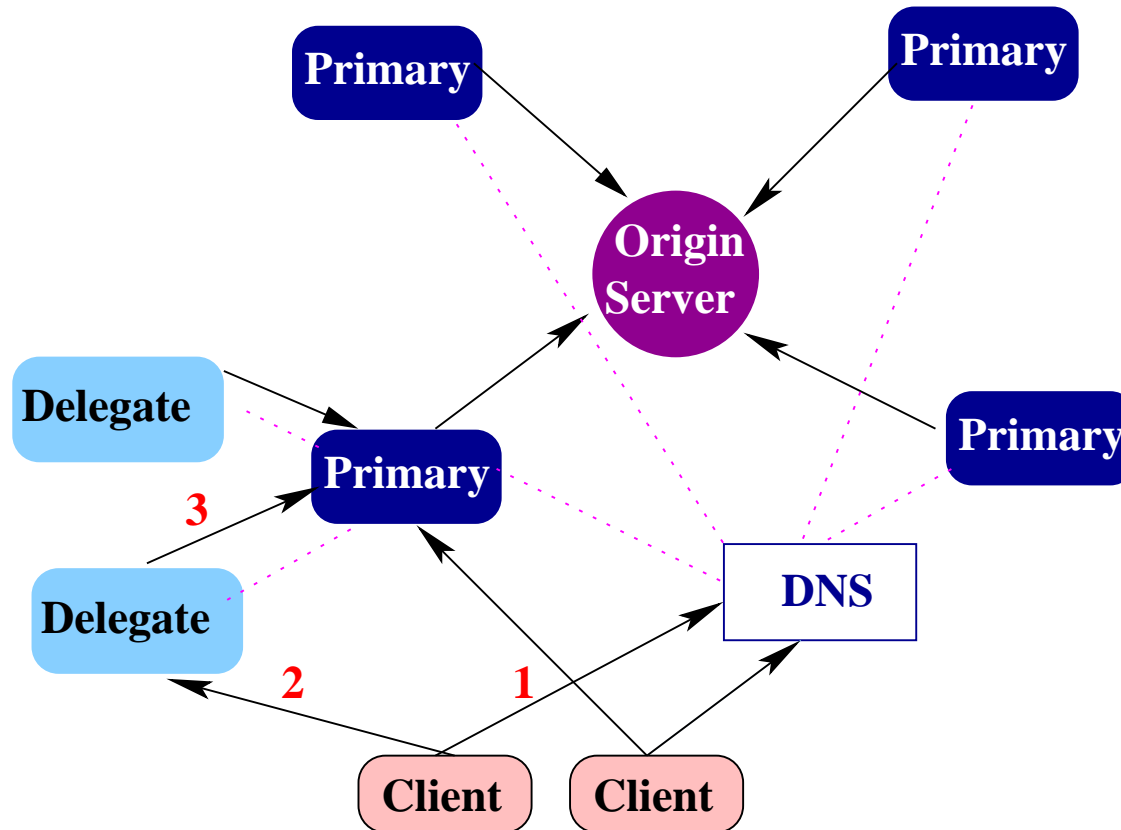 Primary
Primary
Origin
Server
Delegate
Primary
Primary
3
Delegate
DNS
2
1
Client
Client